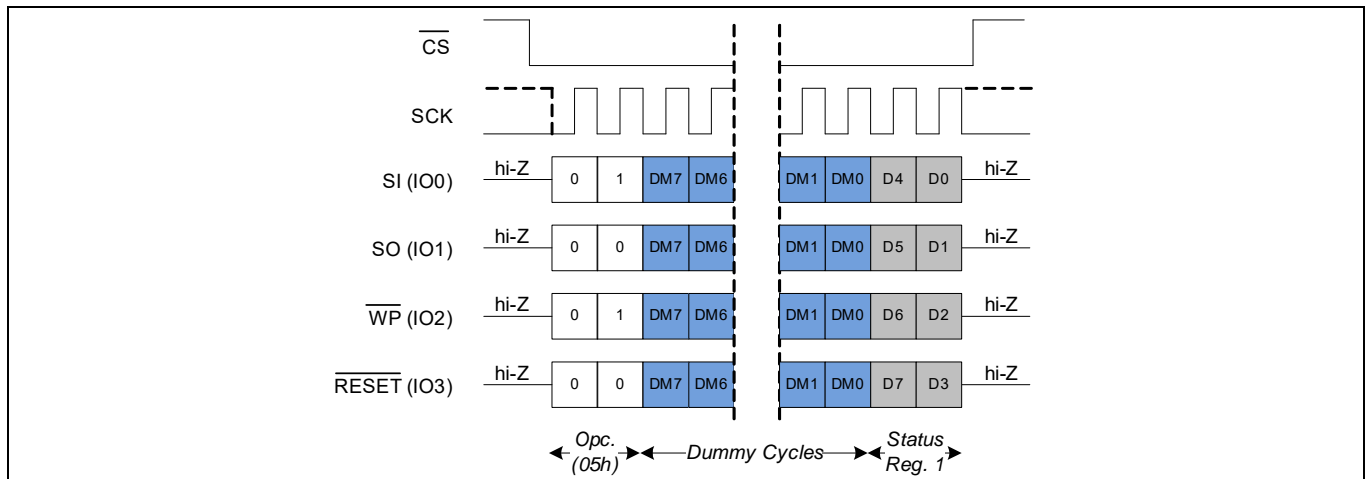 CS
SCK
SI (IO0) hi-Z 0 1 DM7 DM6 DM1 DM0 D4 D0 hi-Z
SO (IO1) hi-Z 0 0 DM7 DM6 DM1 DM0 D5 D1 hi-Z
WP (IO2) hi-Z 0 1 DM7 DM6 DM1 DM0 D6 D2 hi-Z
RESET (IO3) hi-Z 0 0 DM7 DM6 DM1 DM0 D7 D3 hi-Z
Opc. Status
(05h) Dummy Cycles Reg. 1